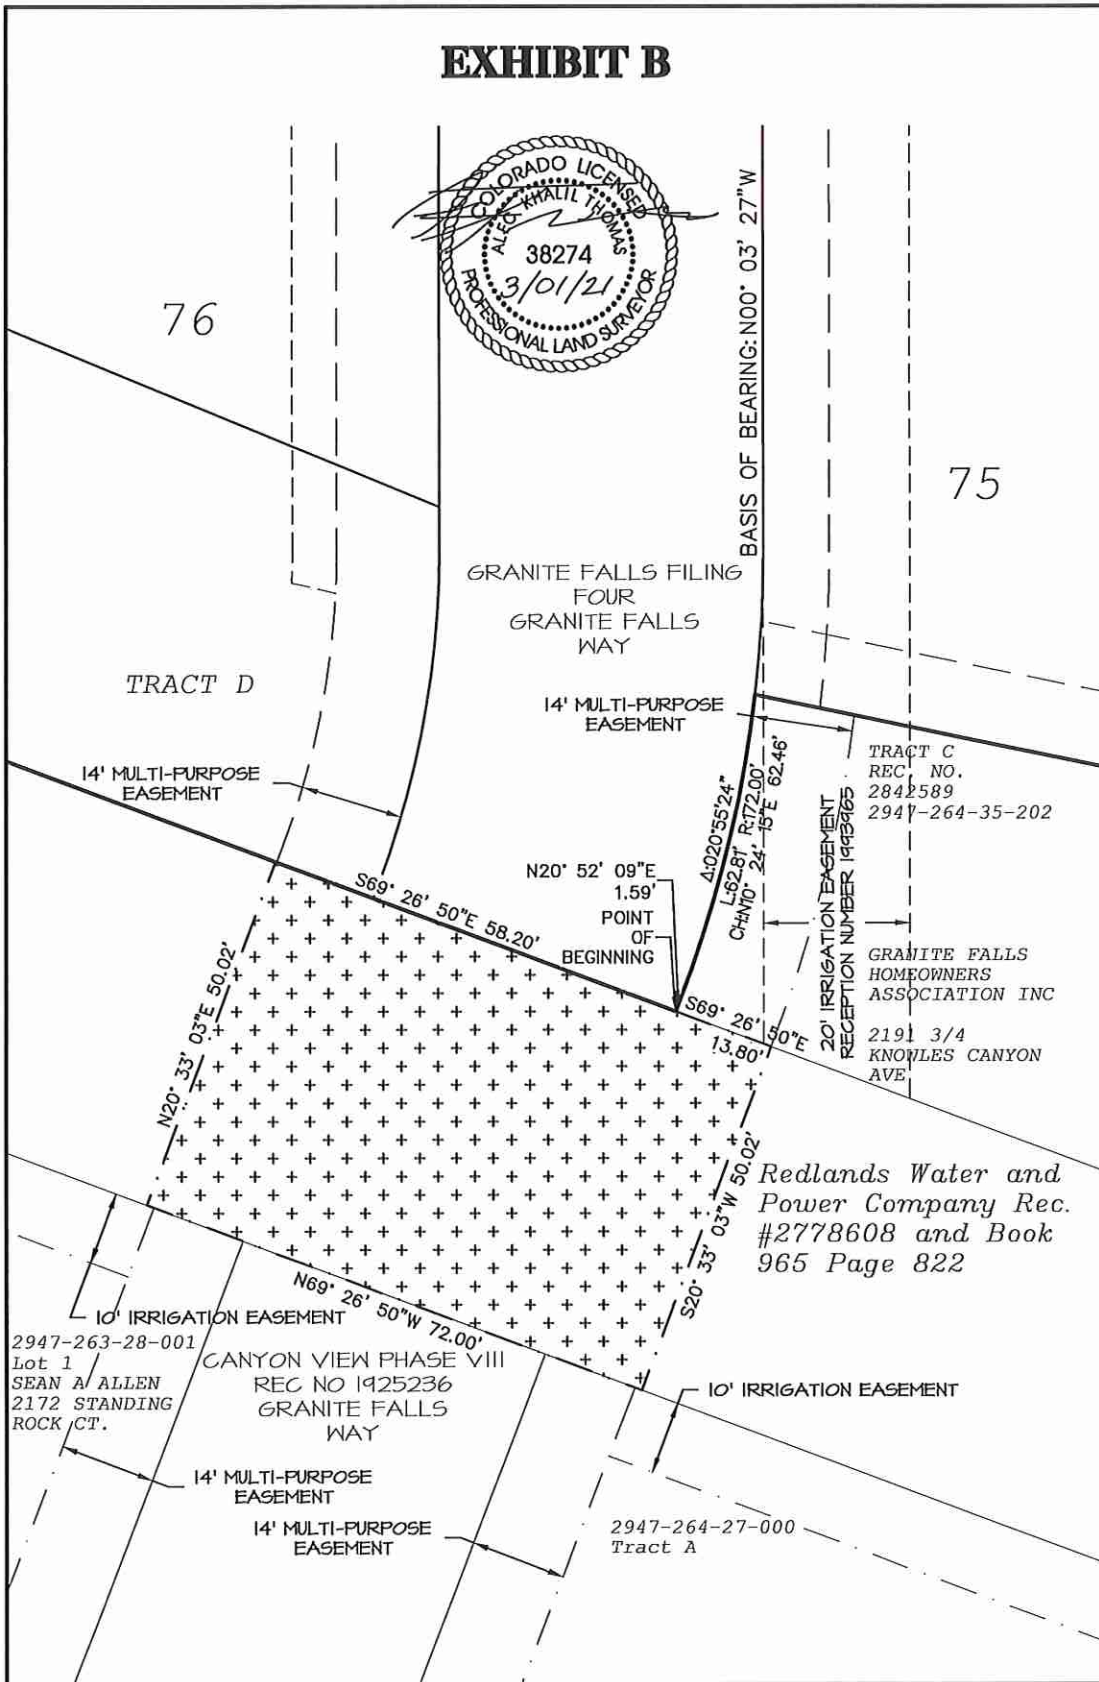 EXHIBIT B
COLORADO LICENSED
ALEC KHALIL THOMAS
38274
3/01/21
PROFESSIONAL LAND SURVEYOR
BASIS OF BEARING: N00° 03' 27"W
76
75
GRANITE FALLS FILING
FOUR
GRANITE FALLS
WAY
TRACT D
14' MULTI-PURPOSE
EASEMENT
14' MULTI-PURPOSE
EASEMENT
TRACT C
REC. NO.
2842589
2947-264-35-202
Δ:020°55'24"
L:62.81' R:172.00'
CH:N10° 24' 15"E 62.46'
20' IRRIGATION EASEMENT
RECEPTION NUMBER 1993965
N20° 52' 09"E
1.59'
POINT
OF
BEGINNING
S69° 26' 50"E 58.20'
S69° 26' 50"E
13.80'
GRANITE FALLS
HOMEOWNERS
ASSOCIATION INC
2191 3/4
KNOWLES CANYON
AVE
N20° 33' 03"E 50.02'
S20° 33' 03"W 50.02'
Redlands Water and
Power Company Rec.
#2778608 and Book
965 Page 822
N69° 26' 50"W 72.00'
10' IRRIGATION EASEMENT
2947-263-28-001
Lot 1
SEAN A ALLEN
2172 STANDING
ROCK CT.
CANYON VIEW PHASE VIII
REC NO 1925236
GRANITE FALLS
WAY
10' IRRIGATION EASEMENT
14' MULTI-PURPOSE
EASEMENT
14' MULTI-PURPOSE
EASEMENT
2947-264-27-000
Tract A